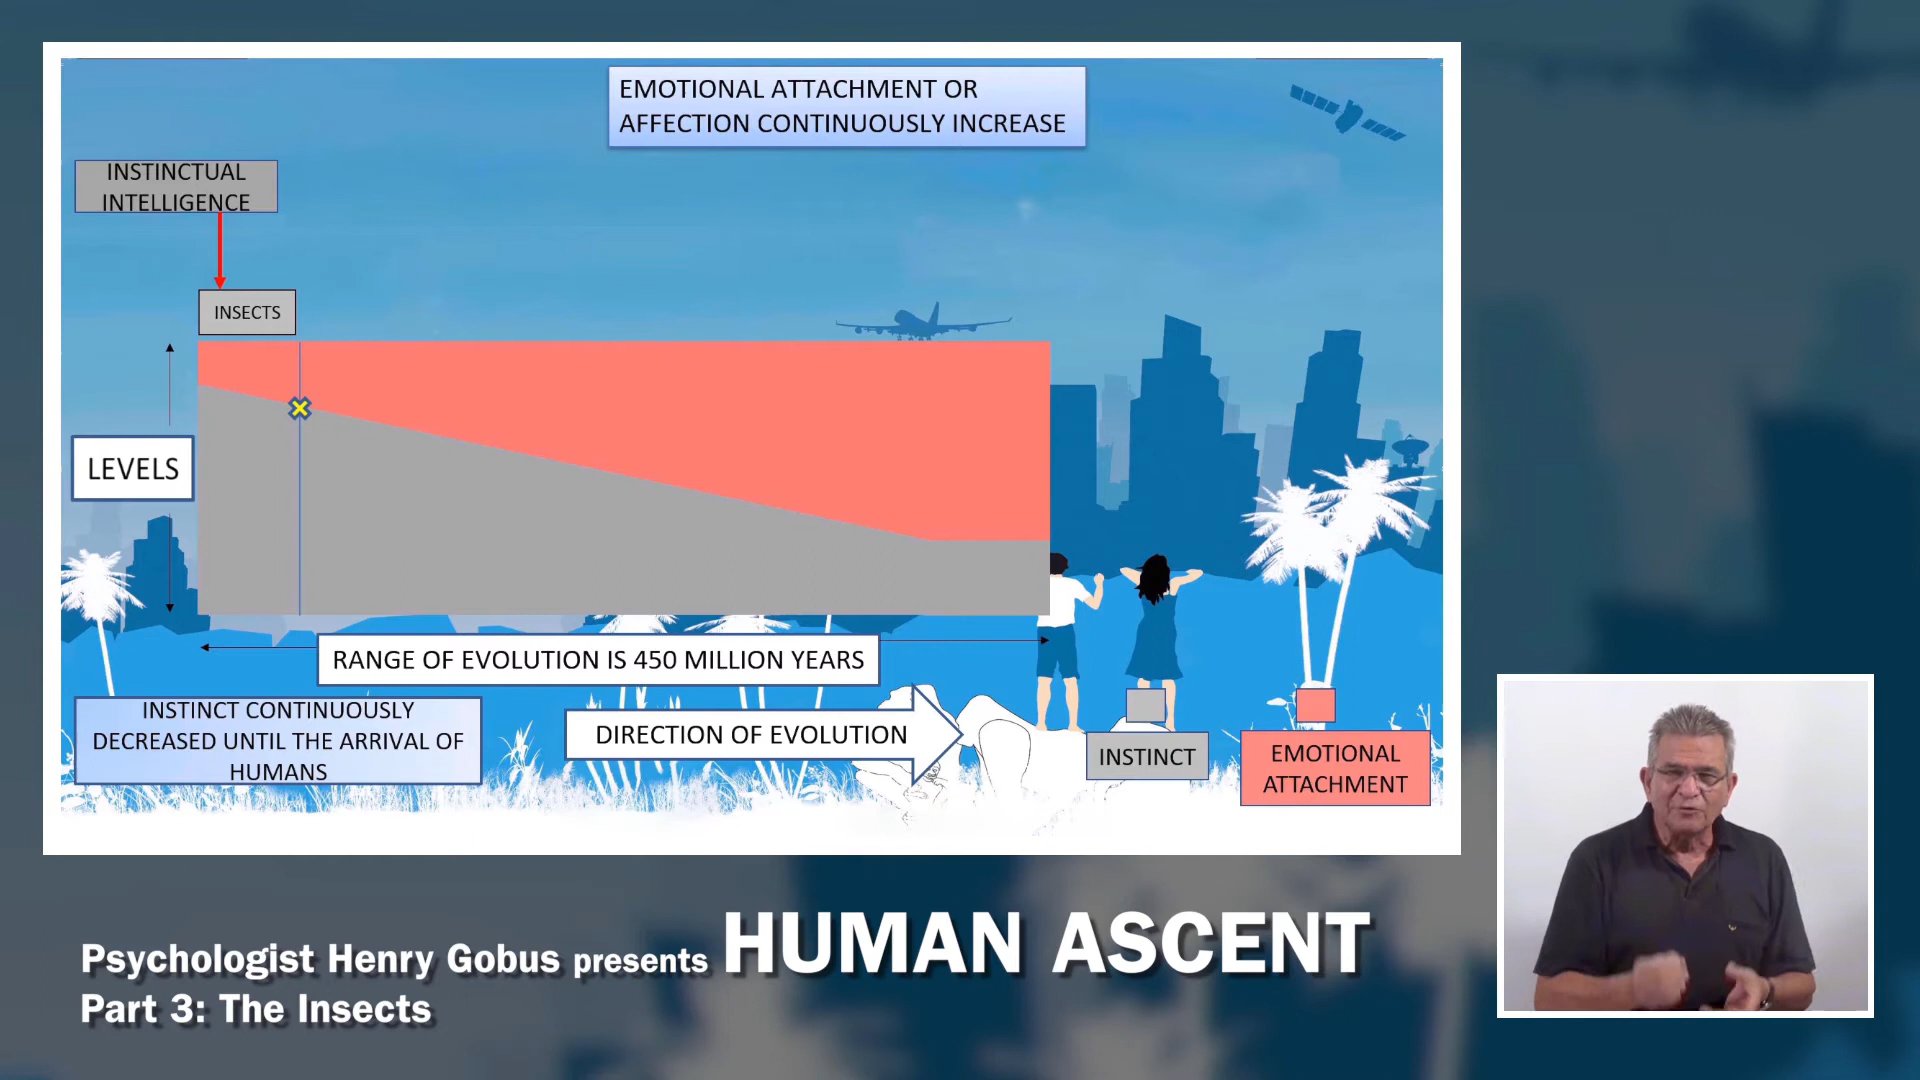 EMOTIONAL ATTACHMENT OR
AFFECTION CONTINUOUSLY INCREASE
INSTINCTUAL
INTELLIGENCE
INSECTS
LEVELS
RANGE OF EVOLUTION IS 450 MILLION YEARS
INSTINCT CONTINUOUSLY
DECREASED UNTIL THE ARRIVAL OF
HUMANS
DIRECTION OF EVOLUTION
INSTINCT
EMOTIONAL
ATTACHMENT
Psychologist Henry Gobus presents HUMAN ASCENT
Part 3: The Insects